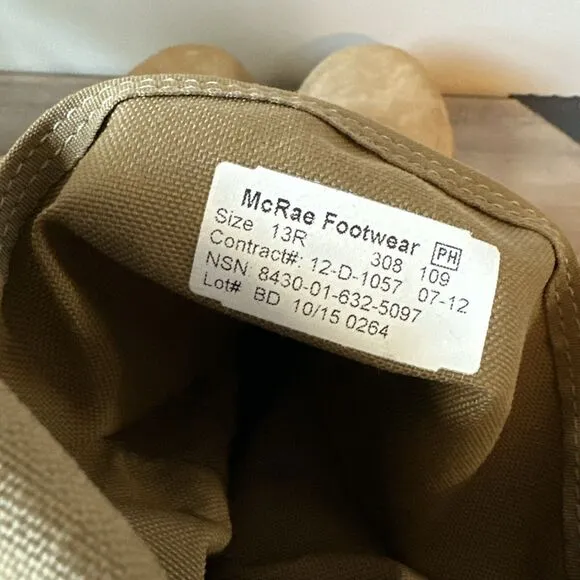 McRae Footwear PH
Size 13R 308 109
Contract#: 12-D-1057 07-12
NSN: 8430-01-632-5097
Lot# BD 10/15 0264